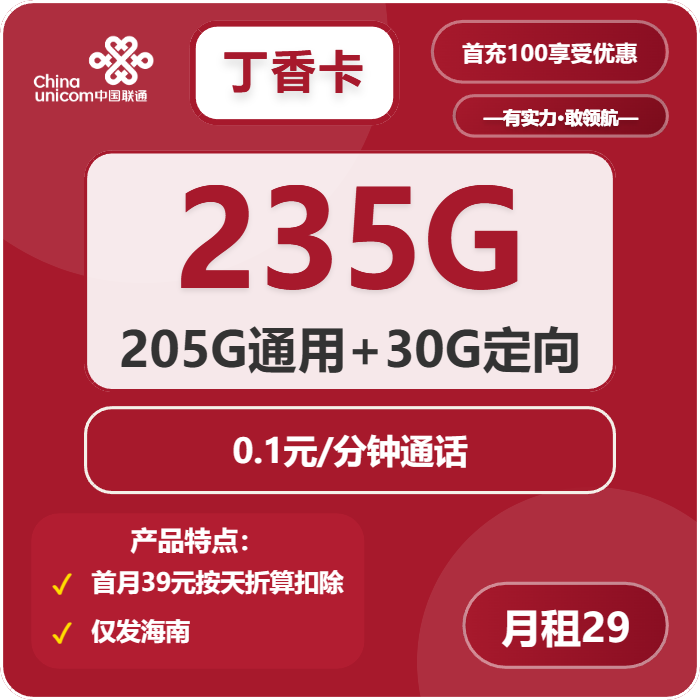 China
unicom中国联通
丁香卡
首充100享受优惠
—有实力·敢领航—
235G
205G通用+30G定向
0.1元/分钟通话
产品特点：
✓ 首月39元按天折算扣除
✓ 仅发海南
月租29